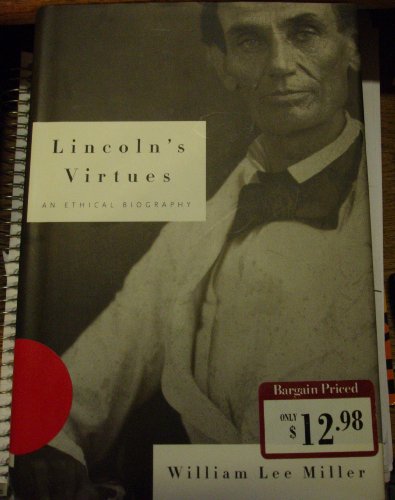 Lincoln's
Virtues
AN ETHICAL BIOGRAPHY
Bargain Priced
ONLY
$12.98
William Lee Miller